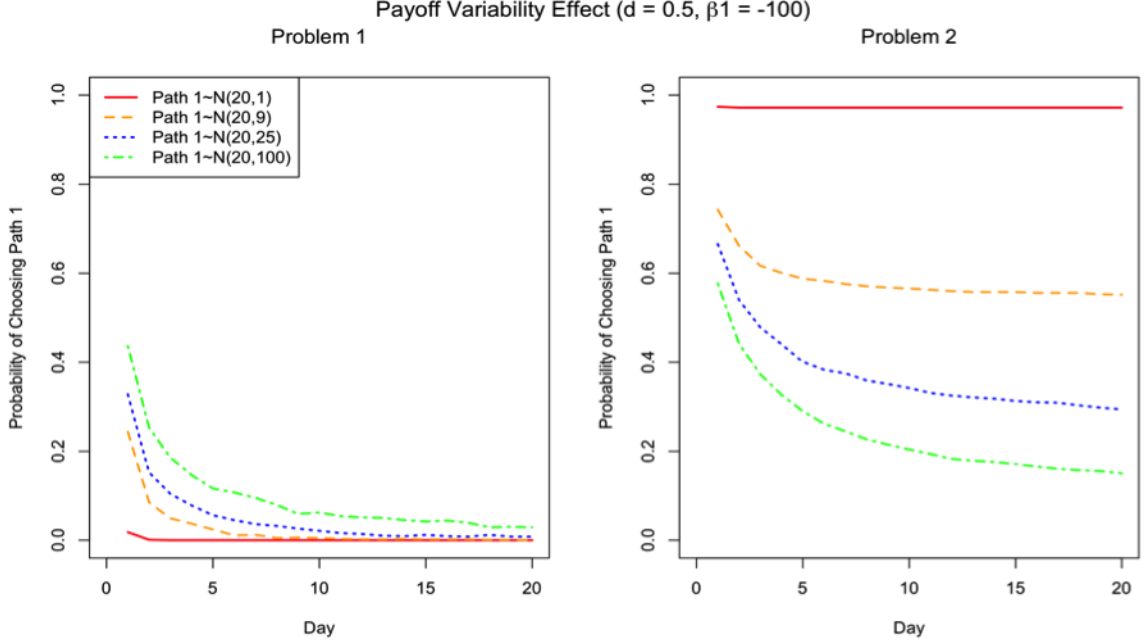 Payoff Variability Effect (d = 0.5, β1 = -100)
Problem 1
Problem 2
Path 1~N(20,1)
Path 1~N(20,9)
Path 1~N(20,25)
Path 1~N(20,100)
Probability of Choosing Path 1
1.0
0.8
0.6
0.4
0.2
0.0
0 5 10 15 20
Day
Probability of Choosing Path 1
1.0
0.8
0.6
0.4
0.2
0.0
0 5 10 15 20
Day